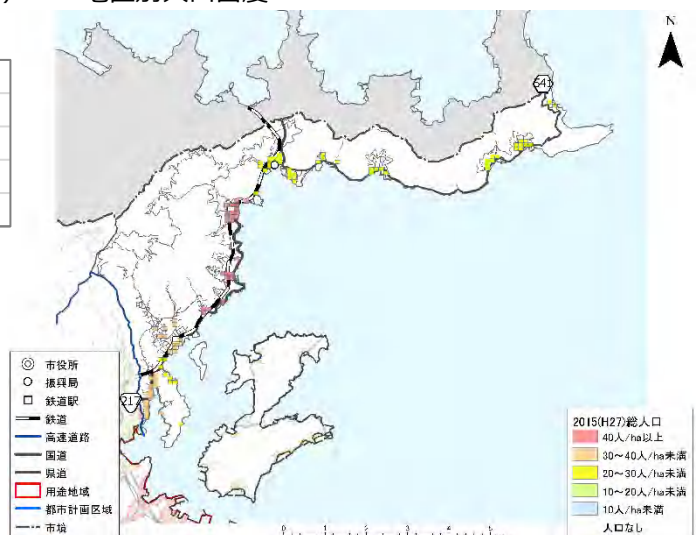 N
541
217
市役所
振興局
鉄道駅
鉄道
高速道路
国道
県道
用途地域
都市計画区域
市境
2015(H27)総人口
40人/ha以上
30～40人/ha未満
20～30人/ha未満
10～20人/ha未満
10人/ha未満
人口なし